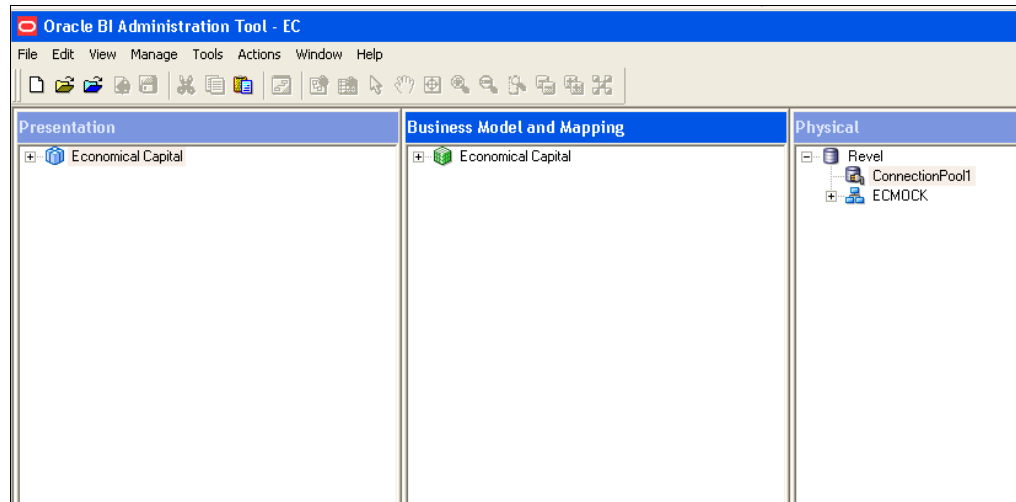 Oracle BI Administration Tool - EC
File Edit View Manage Tools Actions Window Help
Presentation Business Model and Mapping Physical
Economical Capital Economical Capital Revel
ConnectionPool1
ECMOCK